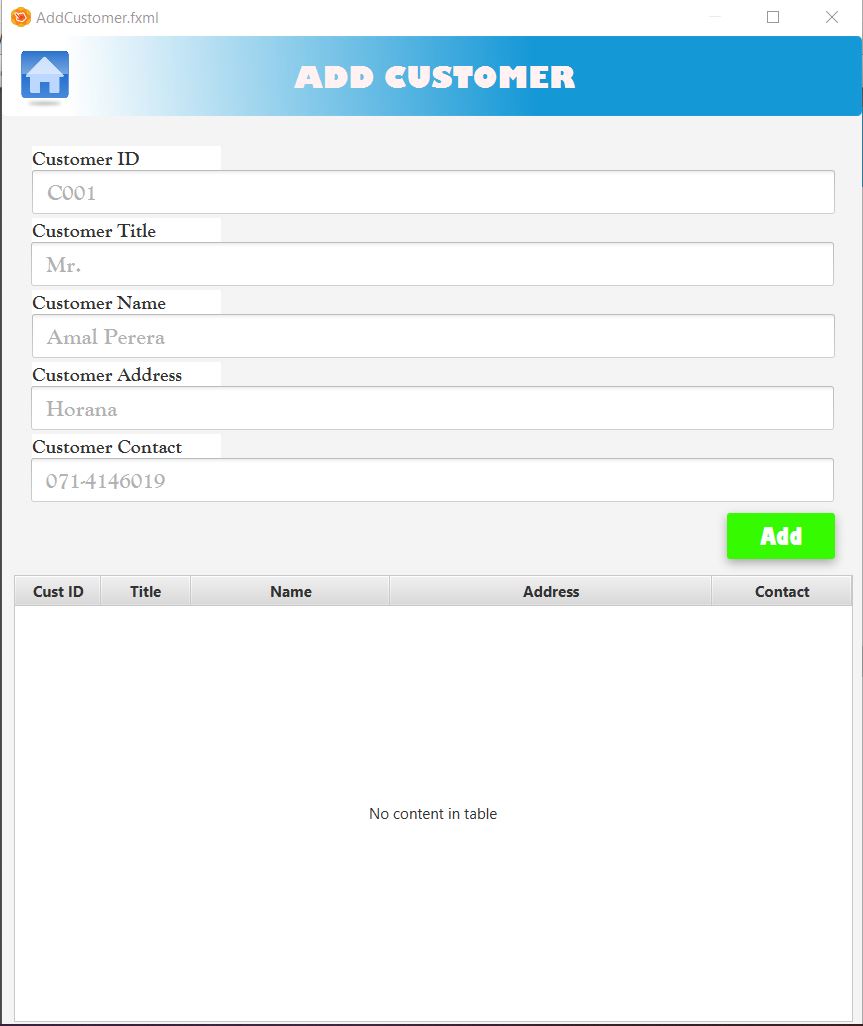 AddCustomer.fxml
ADD CUSTOMER
Customer ID
C001
Customer Title
Mr.
Customer Name
Amal Perera
Customer Address
Horana
Customer Contact
071-4146019
Add
Cust ID Title Name Address Contact
No content in table